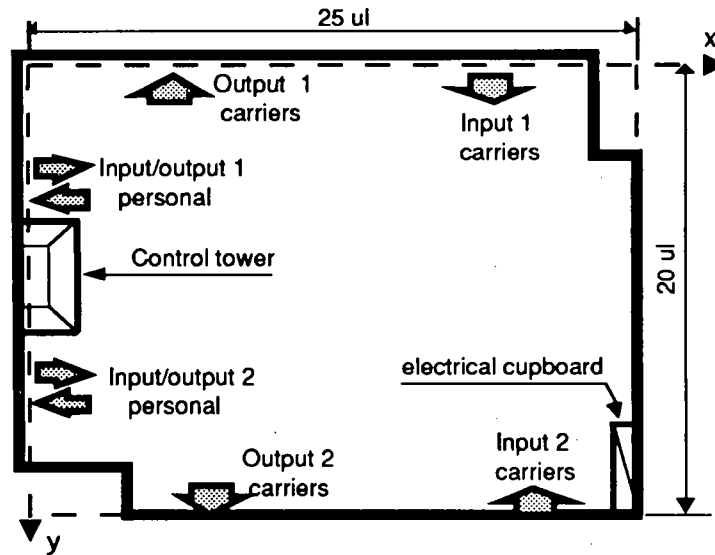 25 ul
x
Output 1
carriers
Input 1
carriers
Input/output 1
personal
Control tower
20 ul
Input/output 2
personal
electrical cupboard
Output 2
carriers
Input 2
carriers
y